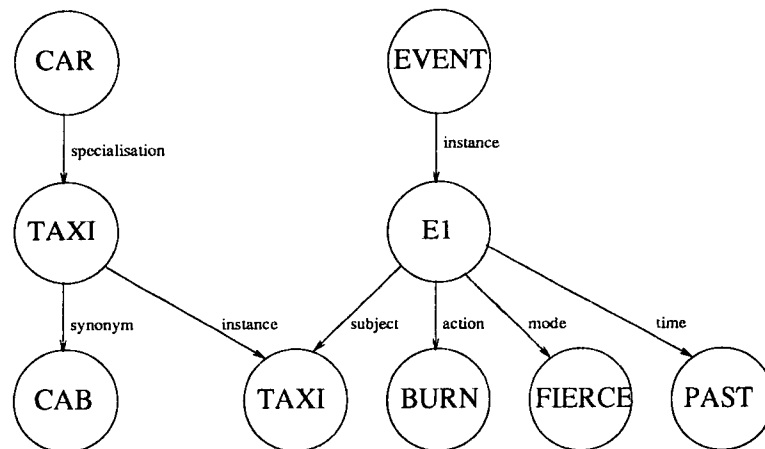 CAR
EVENT
specialisation
instance
TAXI
E1
synonym
instance
subject
action
mode
time
CAB
TAXI
BURN
FIERCE
PAST